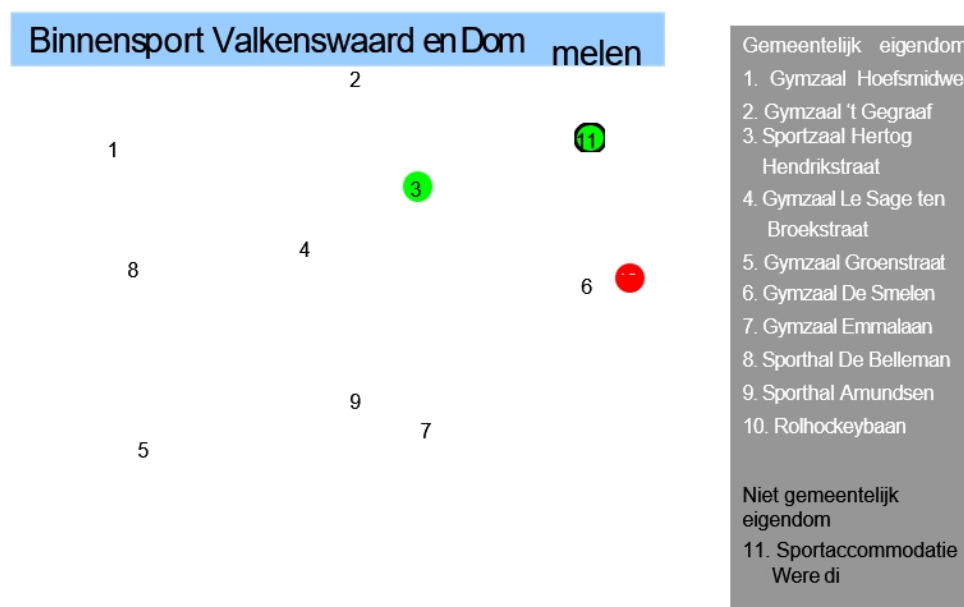 Binnensport Valkenswaard en Dommelen
2
11
1
3
4
8
6
9
7
5
Gemeentelijk eigendom
1. Gymzaal Hoefsmidwe
2. Gymzaal ‘t Gegraaf
3. Sportzaal Hertog
Hendrikstraat
4. Gymzaal Le Sage ten
Broekstraat
5. Gymzaal Groenstraat
6. Gymzaal De Smelen
7. Gymzaal Emmalaan
8. Sporthal De Belleman
9. Sporthal Amundsen
10. Rolhockeybaan
Niet gemeentelijk
eigendom
11. Sportaccommodatie
Were di